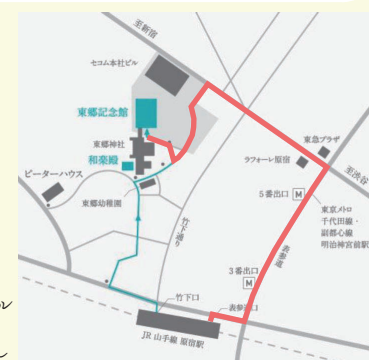 至新宿
セコム本社ビル
東郷記念館
東急プラザ
東郷神社
ラフォーレ原宿
和楽殿
至渋谷
ピーターハウス
5番出口 M
東郷幼稚園
東京メトロ
千代田線・
副都心線
明治神宮前駅
竹下通り
表参道
3番出口
M
竹下口
表参道口
JR 山手線 原宿駅
ル